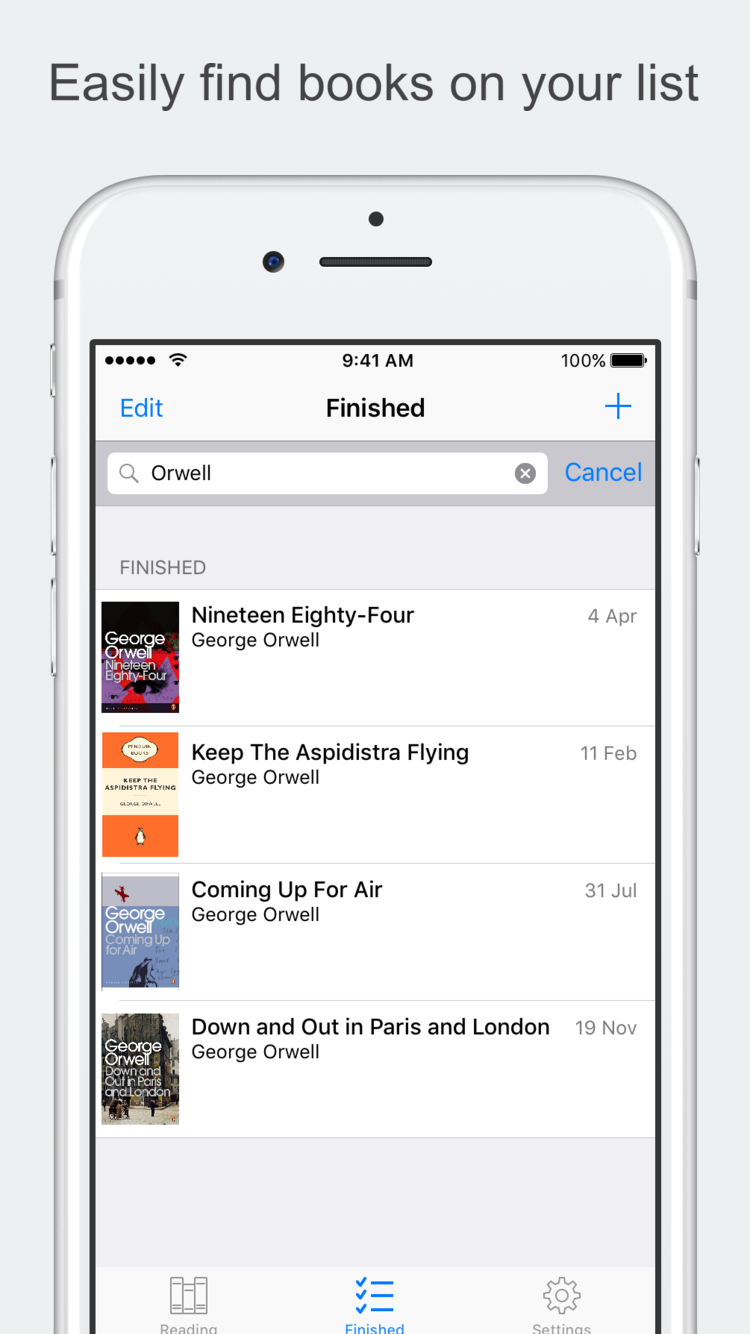 Easily find books on your list
9:41 AM
100%
Edit
Finished
Orwell
Cancel
FINISHED
George
Orwell
Nineteen
Eighty-Four
Nineteen Eighty-Four
4 Apr
George Orwell
PENGUIN
BOOKS
KEEP THE
ASPIDISTRA FLYING
GEORGE ORWELL
Keep The Aspidistra Flying
11 Feb
George Orwell
George
Orwell
Coming Up
for Air
Coming Up For Air
31 Jul
George Orwell
George
Orwell
Down and
Out in Paris
and London
Down and Out in Paris and London
19 Nov
George Orwell
Reading
Finished
Settings